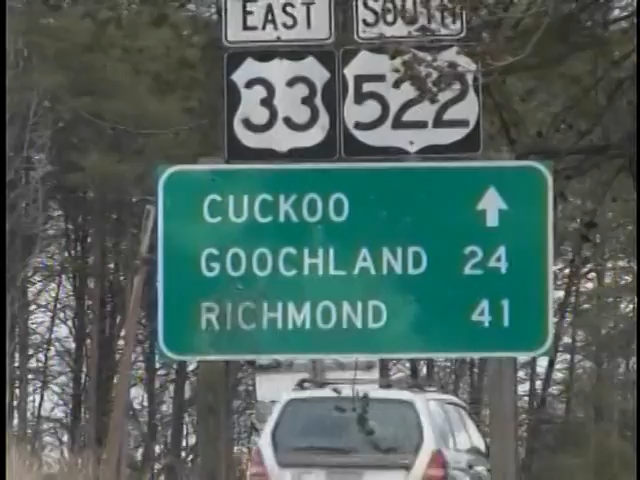 EAST SOUTH
33 522
CUCKOO
GOOCHLAND 24
RICHMOND 41